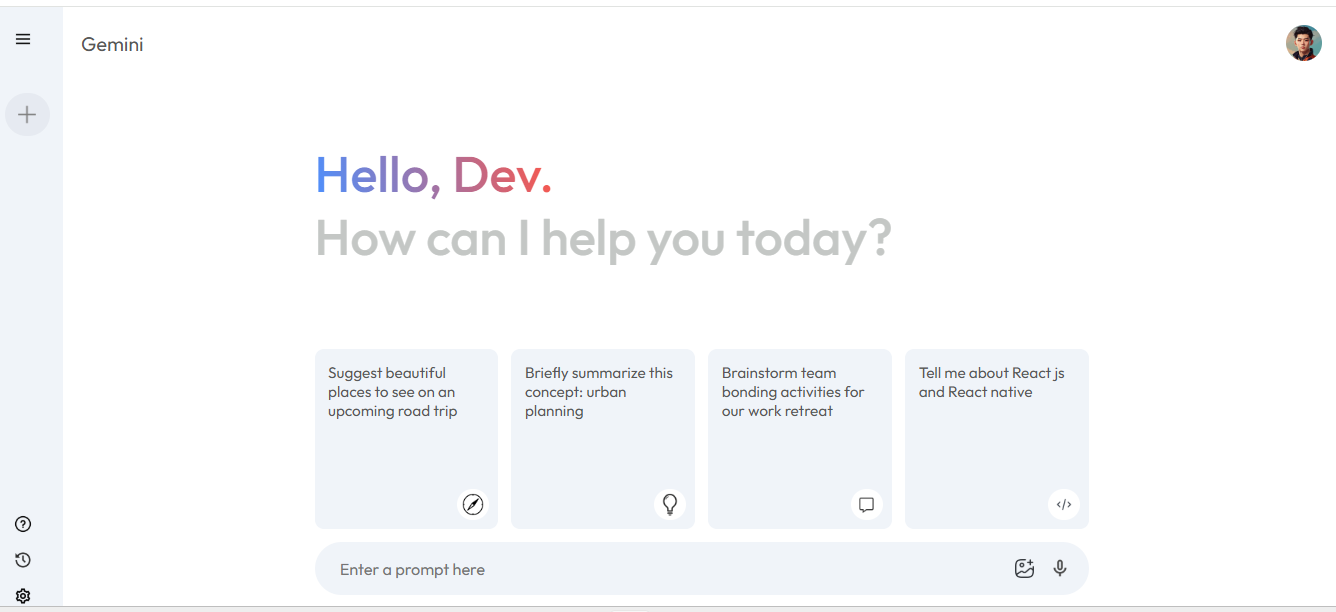 Gemini
Hello, Dev.
How can I help you today?
Suggest beautiful
places to see on an
upcoming road trip
Briefly summarize this
concept: urban
planning
Brainstorm team
bonding activities for
our work retreat
Tell me about React js
and React native
Enter a prompt here